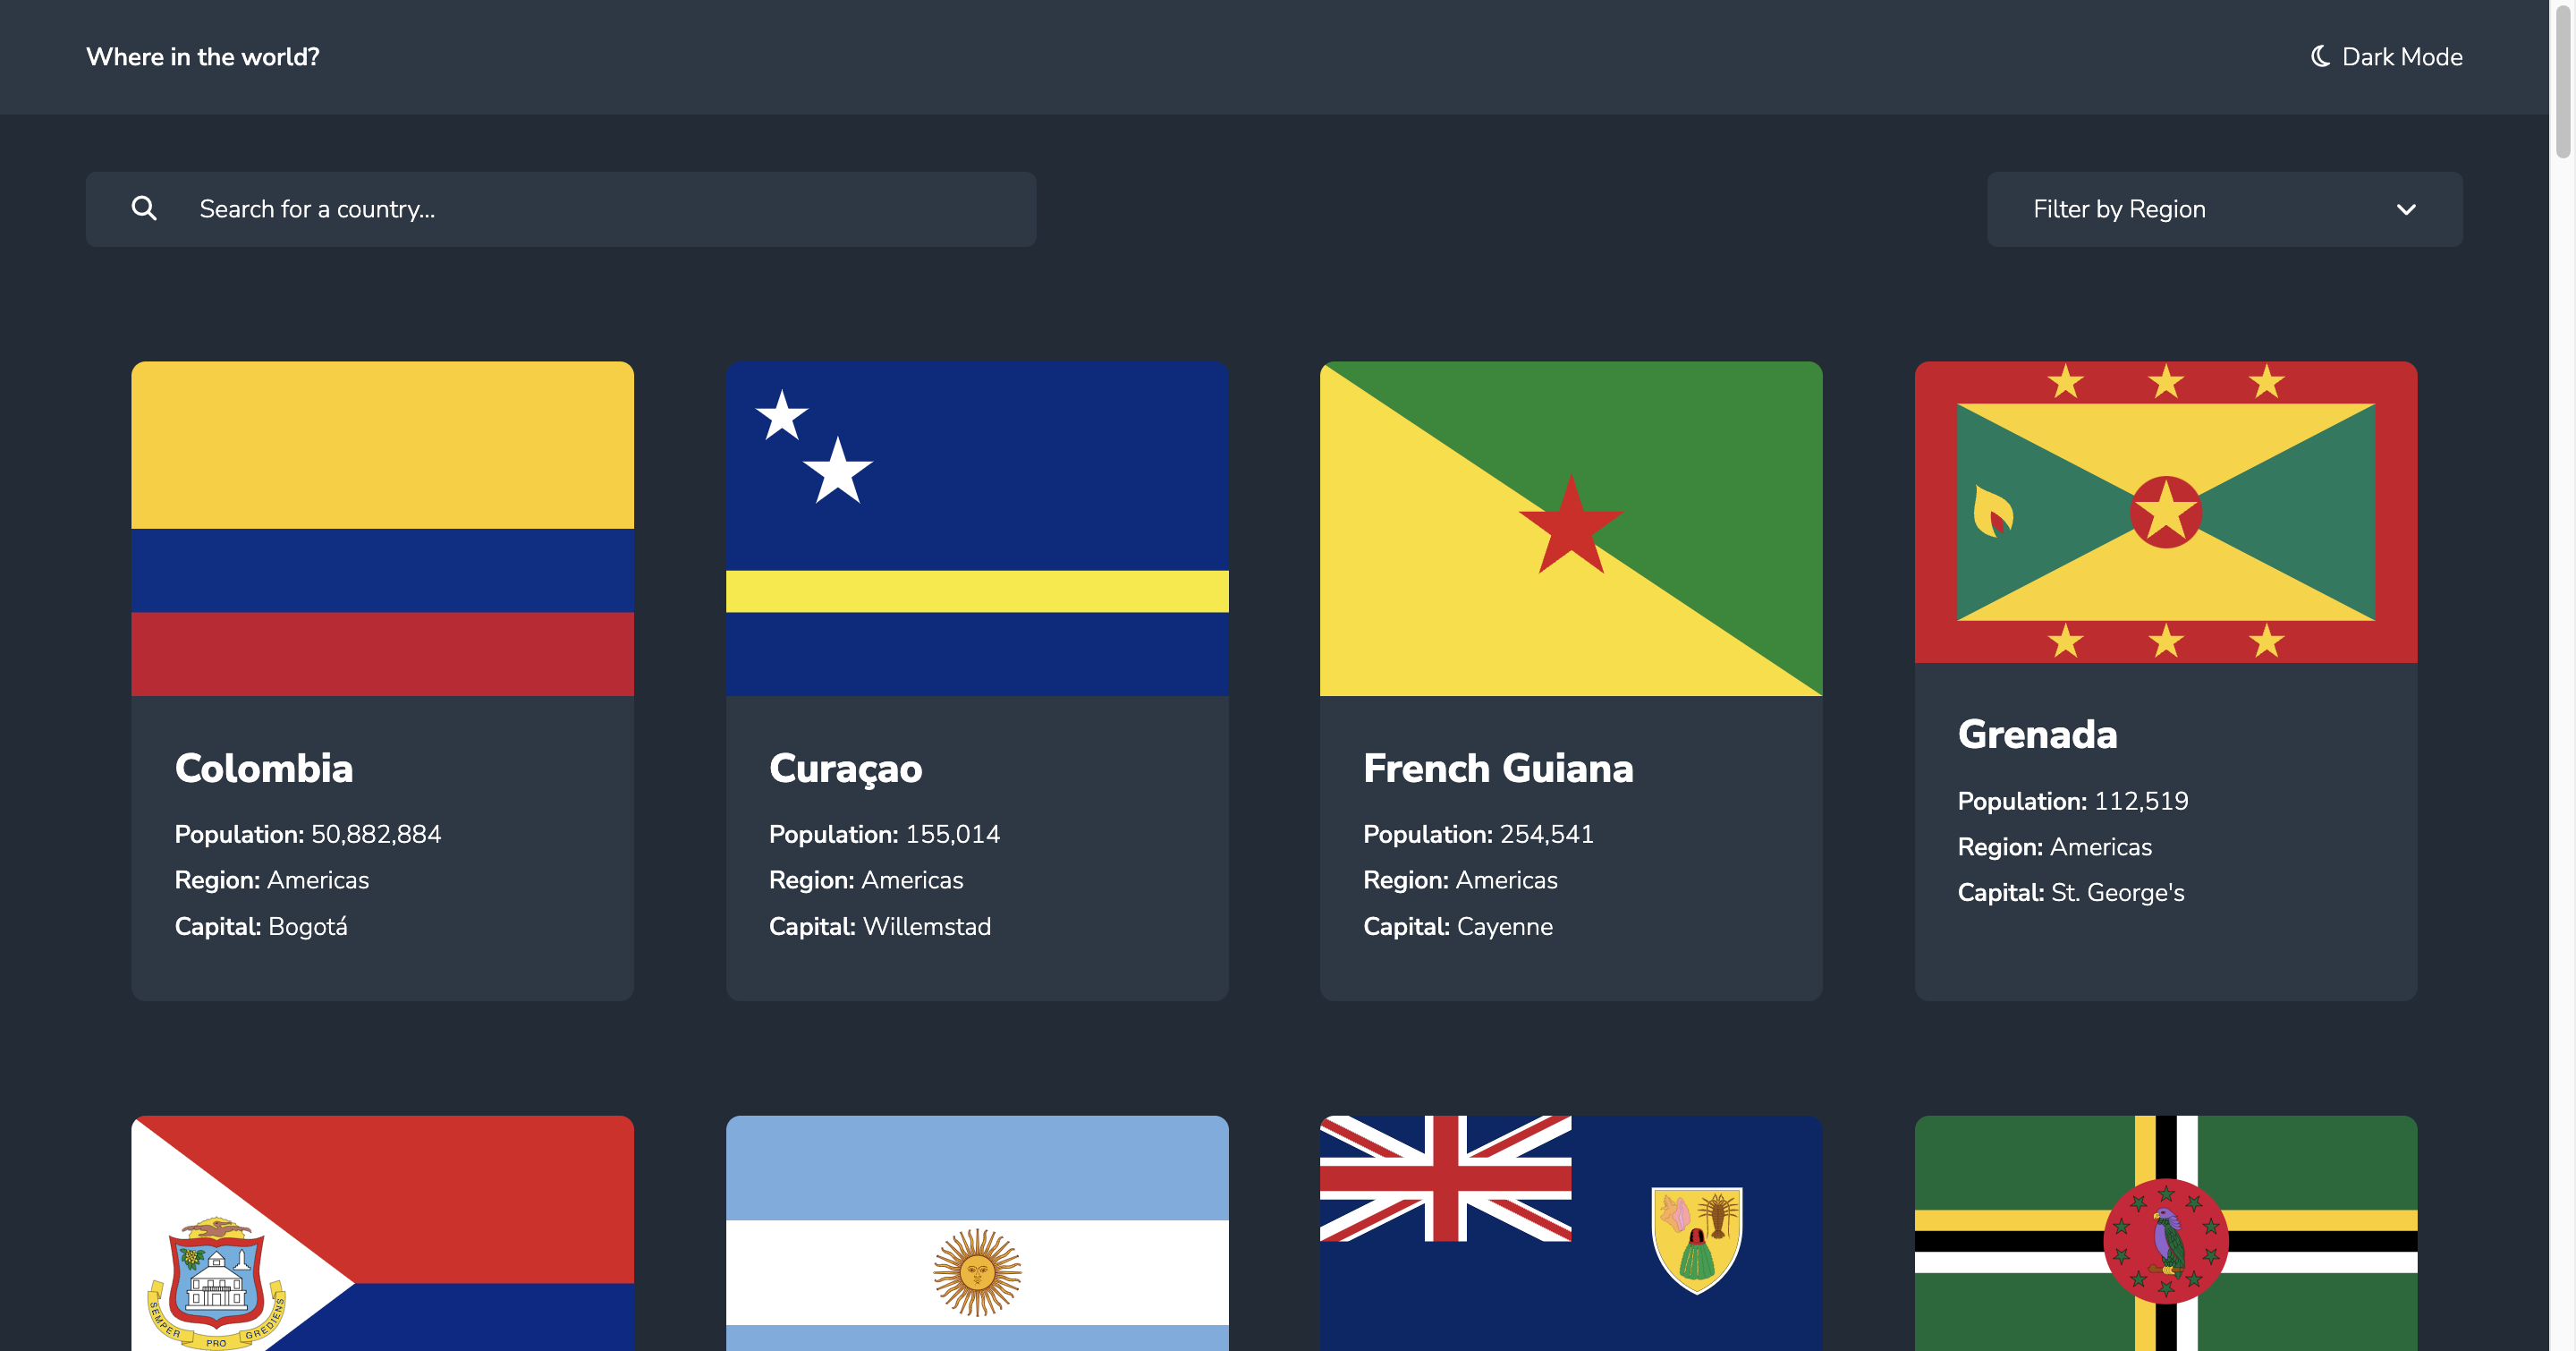 Where in the world?
Dark Mode
Search for a country...
Filter by Region
Colombia
Population: 50,882,884
Region: Americas
Capital: Bogotá
Curaçao
Population: 155,014
Region: Americas
Capital: Willemstad
French Guiana
Population: 254,541
Region: Americas
Capital: Cayenne
Grenada
Population: 112,519
Region: Americas
Capital: St. George's
SEMPER PRO GREDIENS